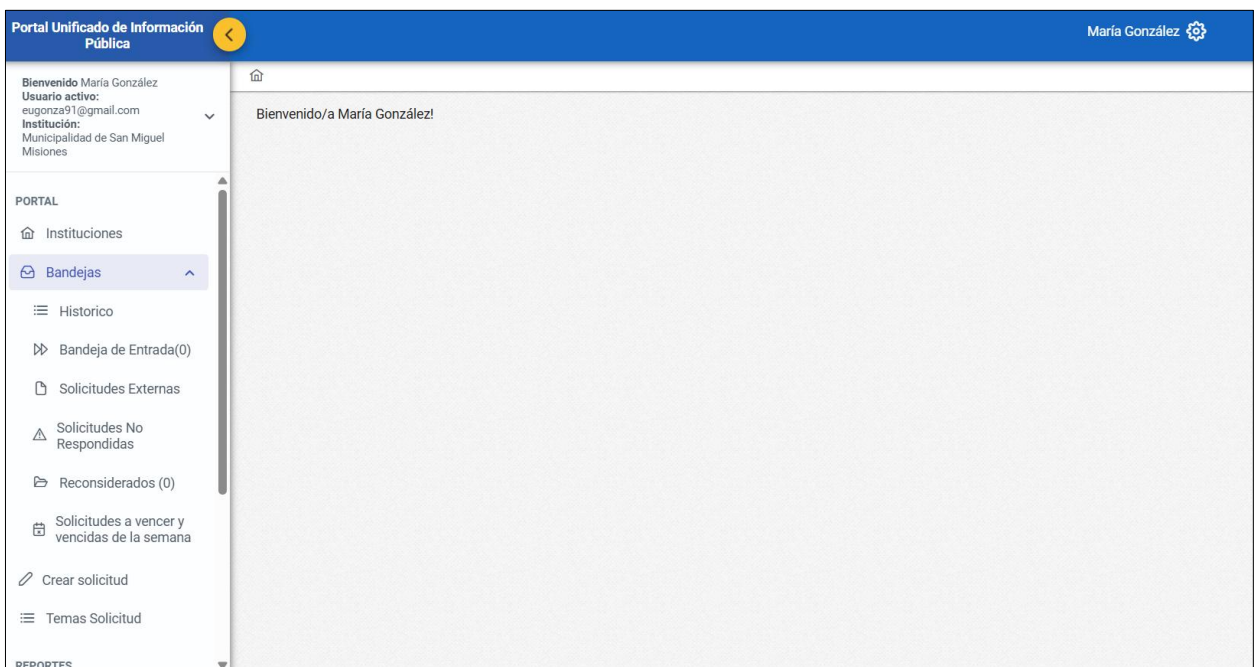 Portal Unificado de Información
Pública
María González
Bienvenido María González
Usuario activo:
eugonza91@gmail.com
Institución:
Municipalidad de San Miguel
Misiones
Bienvenido/a María González!
PORTAL
Instituciones
Bandejas
Historico
Bandeja de Entrada(0)
Solicitudes Externas
Solicitudes No
Respondidas
Reconsiderados (0)
Solicitudes a vencer y
vencidas de la semana
Crear solicitud
Temas Solicitud
REPORTES